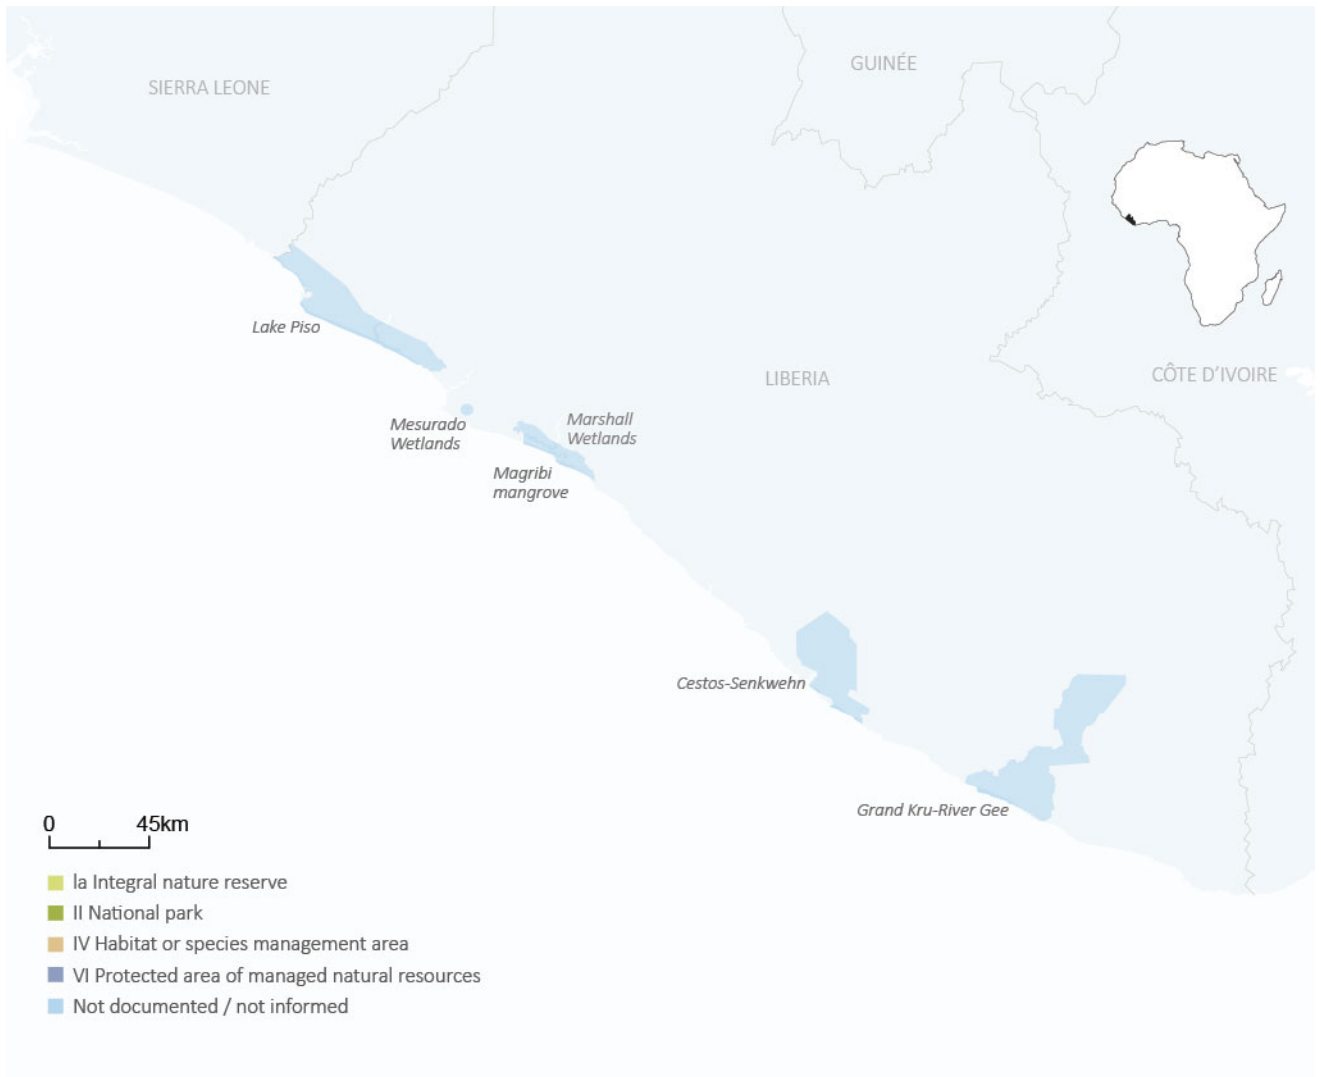 GUINÉE
SIERRA LEONE
Lake Piso
LIBERIA
CÔTE D'IVOIRE
Mesurado
Wetlands
Marshall
Wetlands
Magribi
mangrove
Cestos-Senkwehn
Grand Kru-River Gee
0 45km
la Integral nature reserve
II National park
IV Habitat or species management area
VI Protected area of managed natural resources
Not documented / not informed